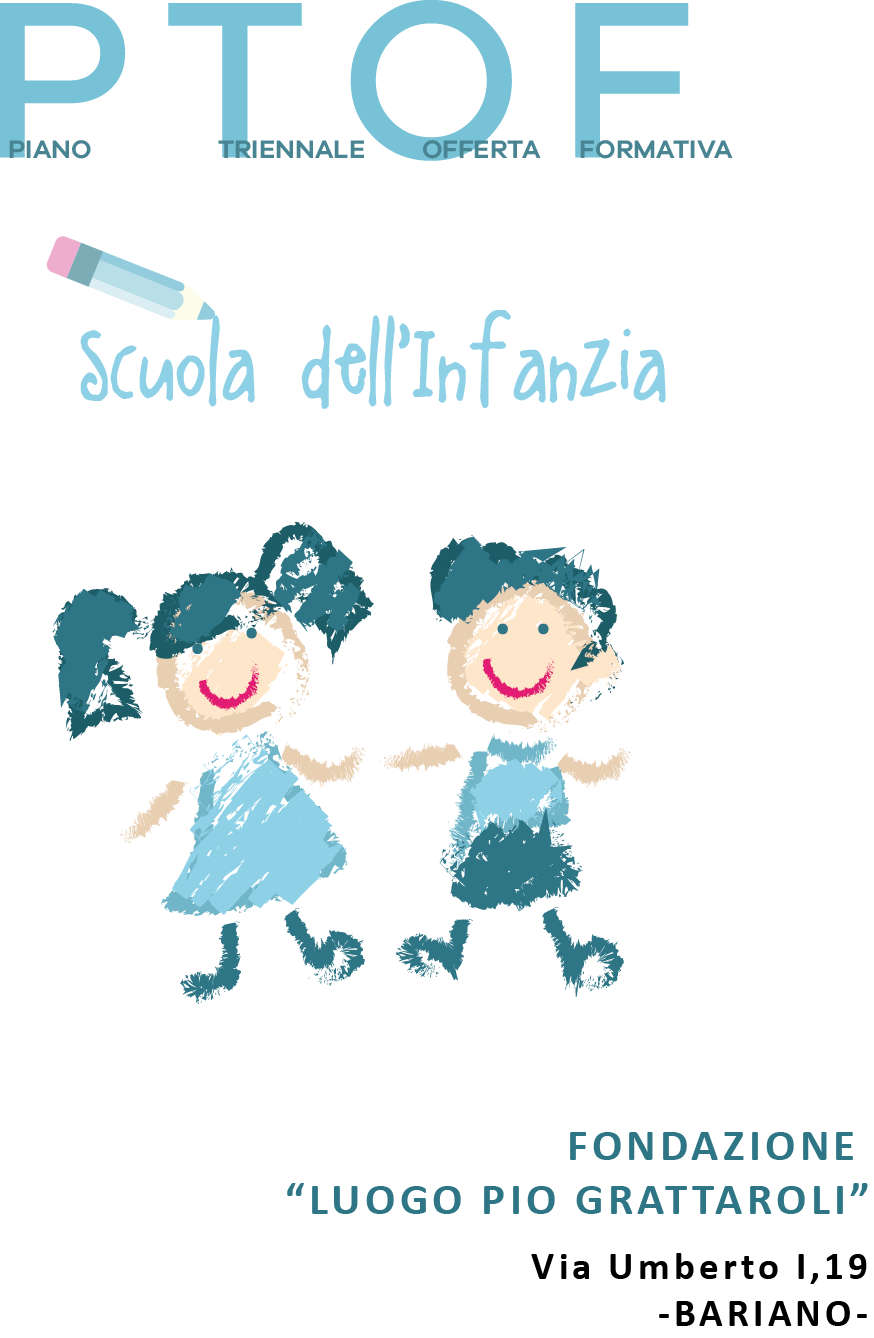 PTOF
PIANO TRIENNALE OFFERTA FORMATIVA
Scuola dell'Infanzia
FONDAZIONE
“LUOGO PIO GRATTAROLI”
Via Umberto I,19
-BARIANO-